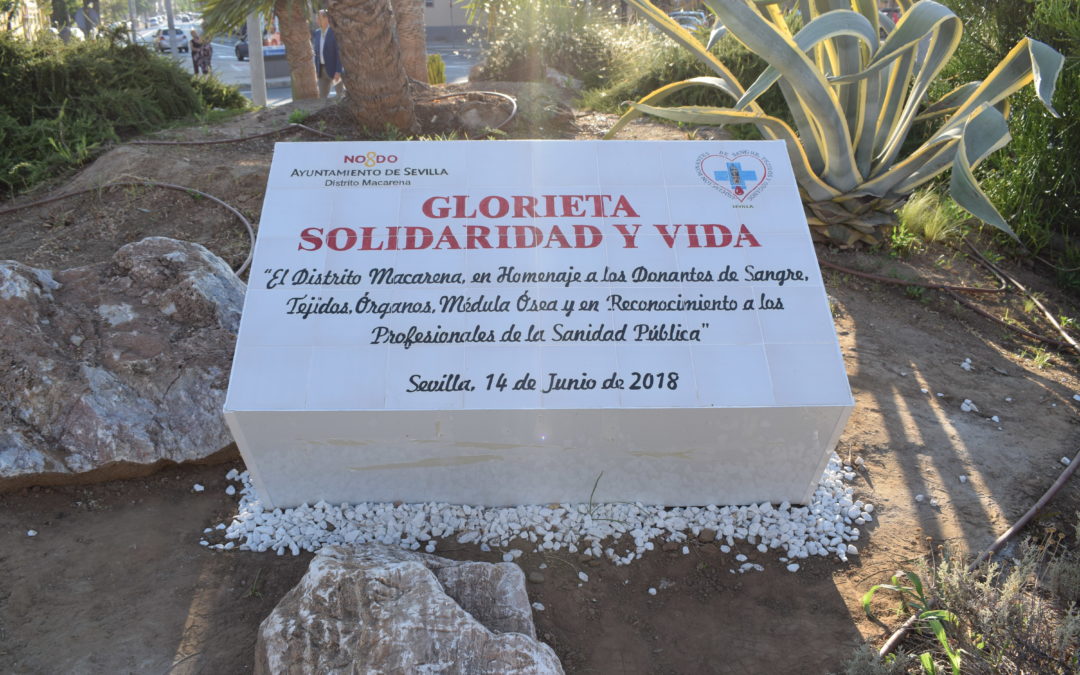 NO8DO
AYUNTAMIENTO DE SEVILLA
Distrito Macarena
SEVILLA
GLORIETA
SOLIDARIDAD Y VIDA
"El Distrito Macarena, en Homenaje a los Donantes de Sangre,
Tejidos, Órganos, Médula Ósea y en Reconocimiento a los
Profesionales de la Sanidad Pública"
Sevilla, 14 de Junio de 2018